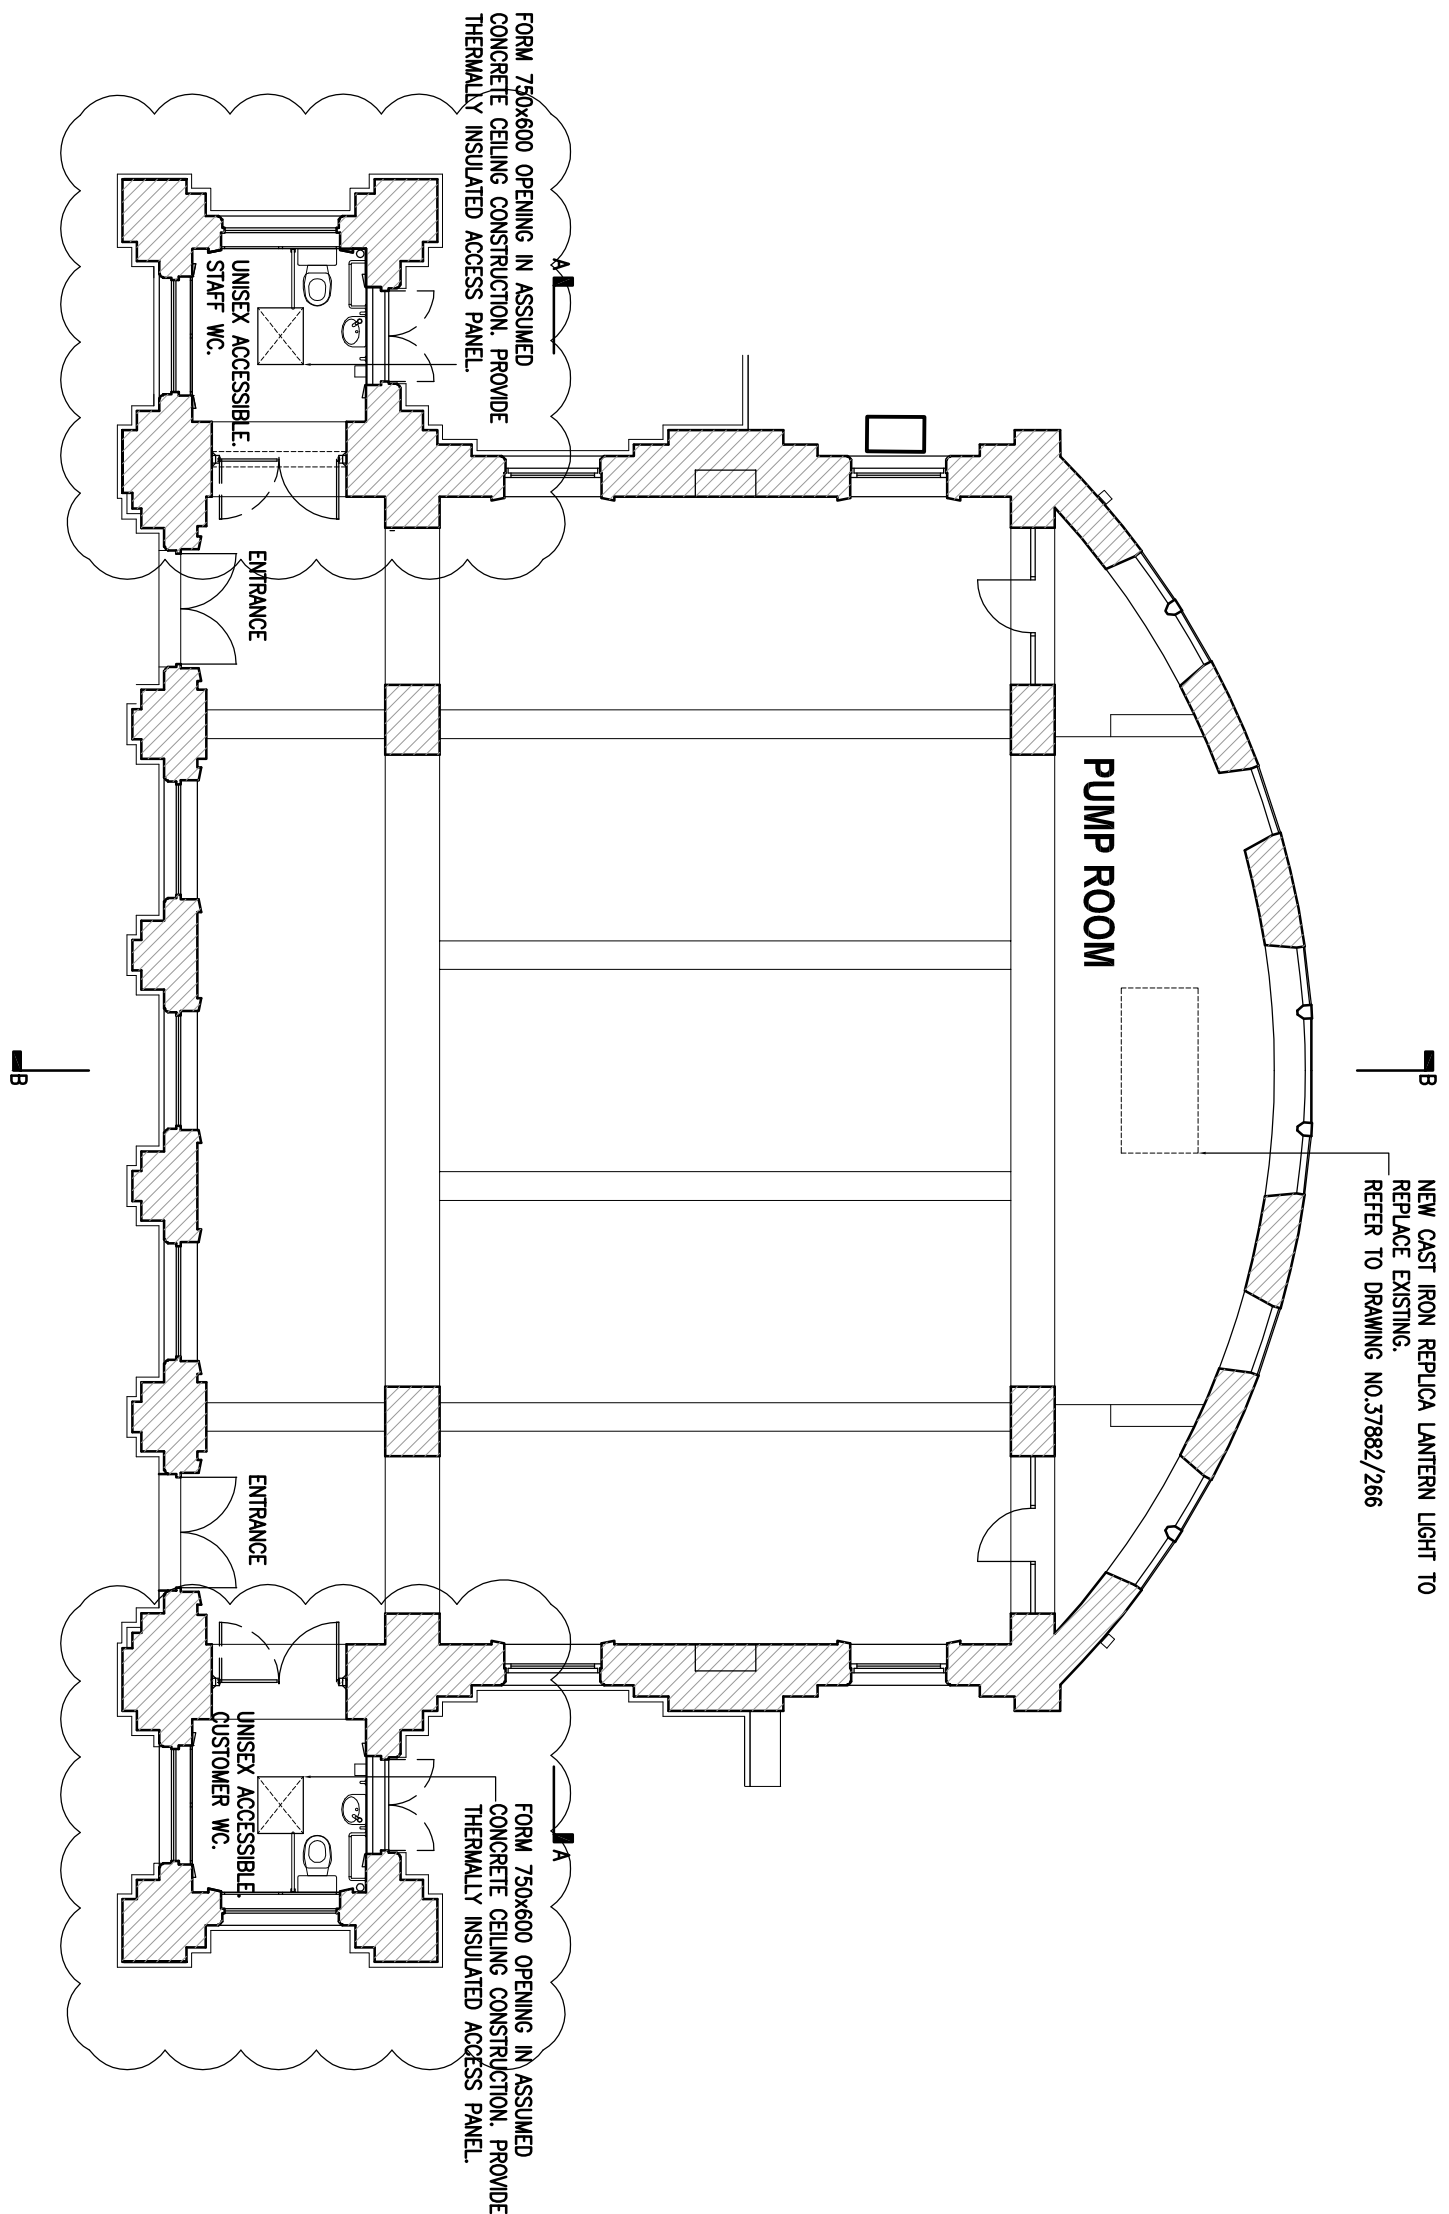 FORM 750x600 OPENING IN ASSUMED
CONCRETE CEILING CONSTRUCTION. PROVIDE
THERMALLY INSULATED ACCESS PANEL.
A
UNISEX ACCESSIBLE.
STAFF WC.
ENTRANCE
PUMP ROOM
B
B
NEW CAST IRON REPLICA LANTERN LIGHT TO
REPLACE EXISTING.
REFER TO DRAWING NO.37882/266
ENTRANCE
UNISEX ACCESSIBLE.
CUSTOMER WC.
A
FORM 750x600 OPENING IN ASSUMED
CONCRETE CEILING CONSTRUCTION. PROVIDE
THERMALLY INSULATED ACCESS PANEL.